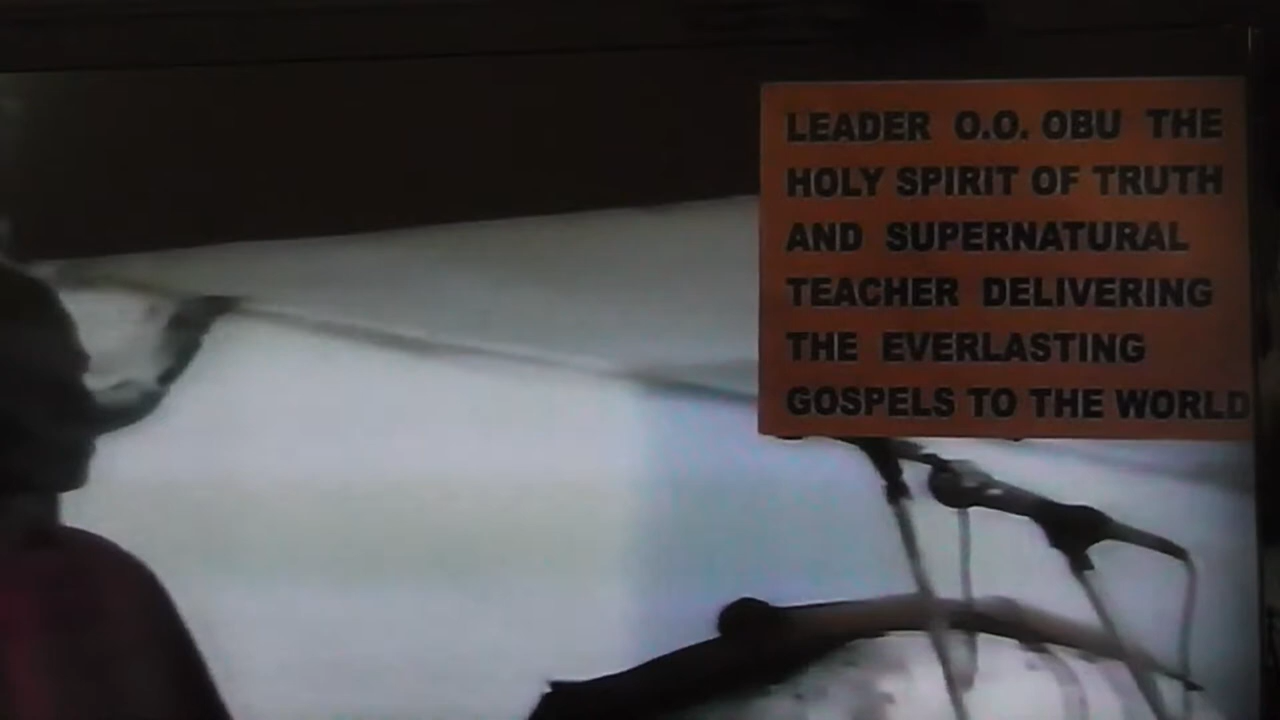 LEADER O.O. OBU THE
HOLY SPIRIT OF TRUTH
AND SUPERNATURAL
TEACHER DELIVERING
THE EVERLASTING
GOSPELS TO THE WORLD